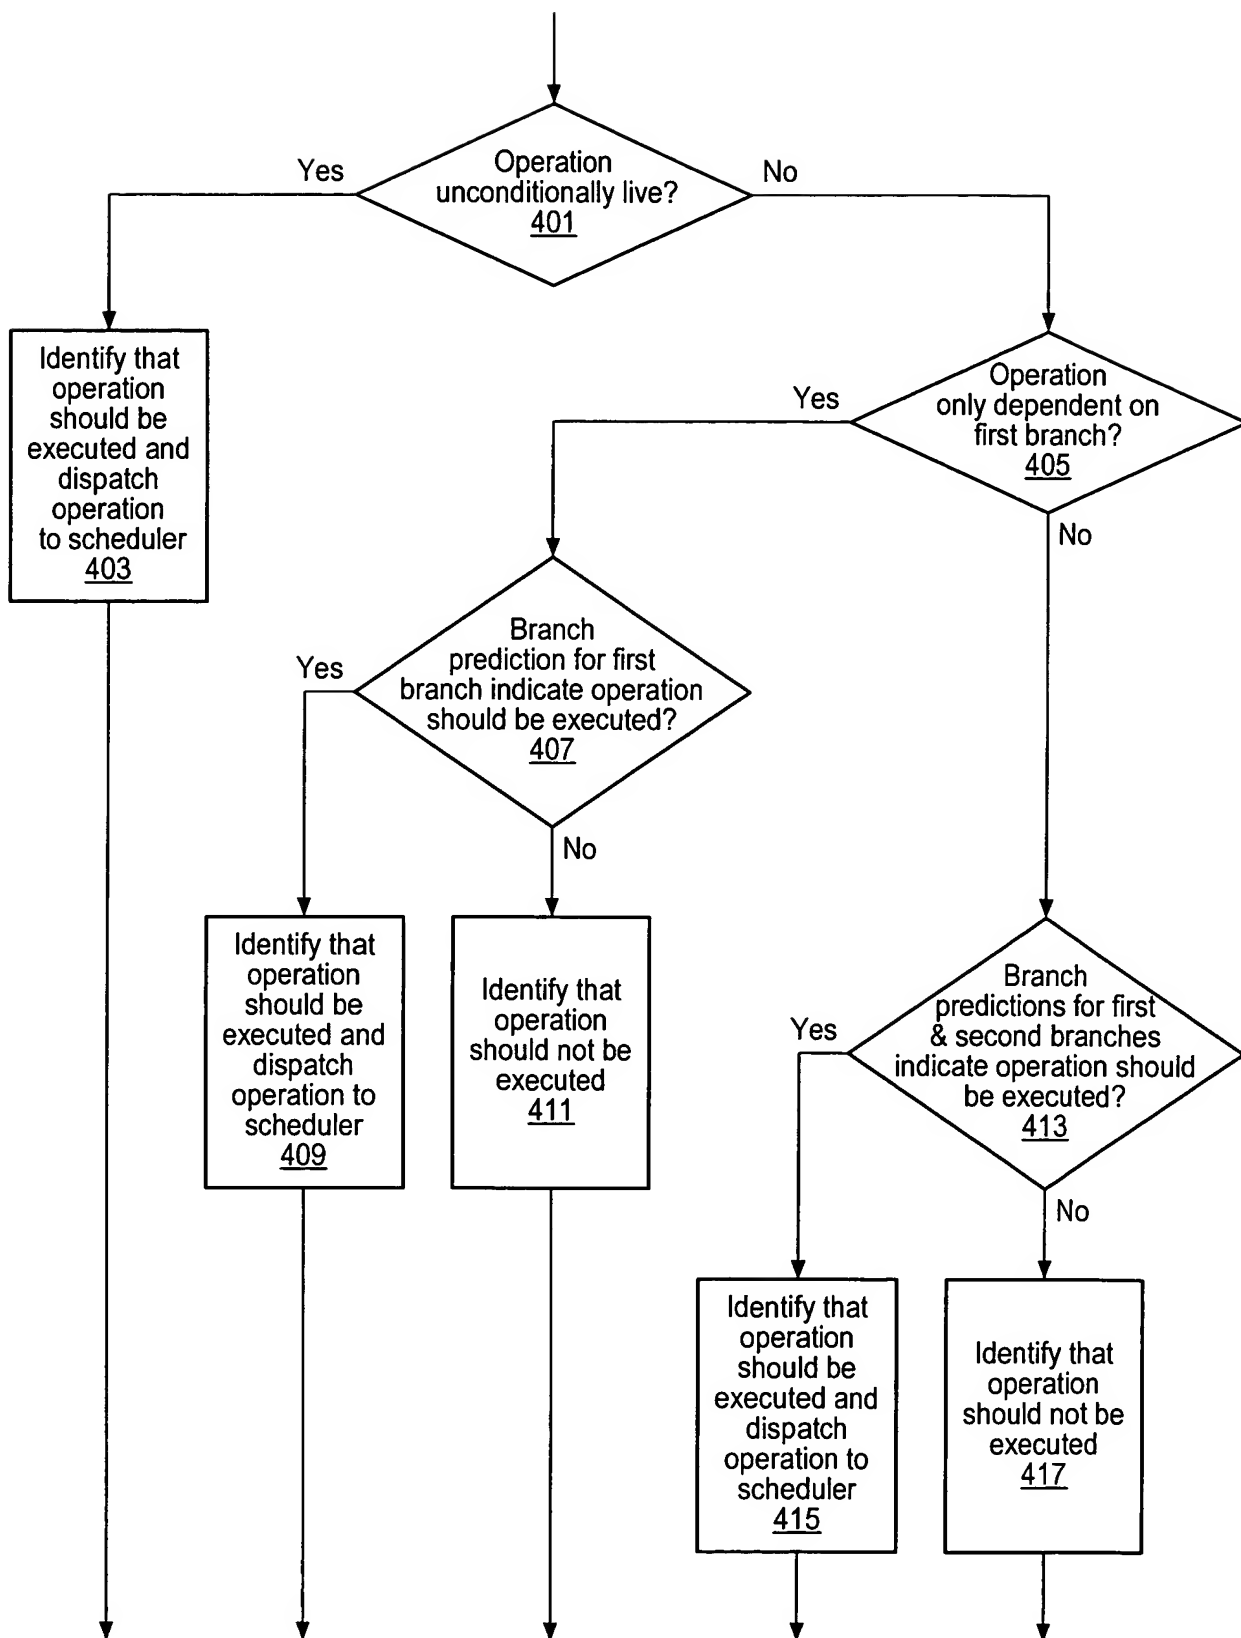 Yes
Operation
unconditionally live?
401
No
Identify that
operation
should be
executed and
dispatch
operation
to scheduler
403
Yes
Operation
only dependent on
first branch?
405
No
Yes
Branch
prediction for first
branch indicate operation
should be executed?
407
No
Identify that
operation
should be
executed and
dispatch
operation to
scheduler
409
Identify that
operation
should not be
executed
411
Yes
Branch
predictions for first
& second branches
indicate operation should
be executed?
413
No
Identify that
operation
should be
executed and
dispatch
operation to
scheduler
415
Identify that
operation
should not be
executed
417